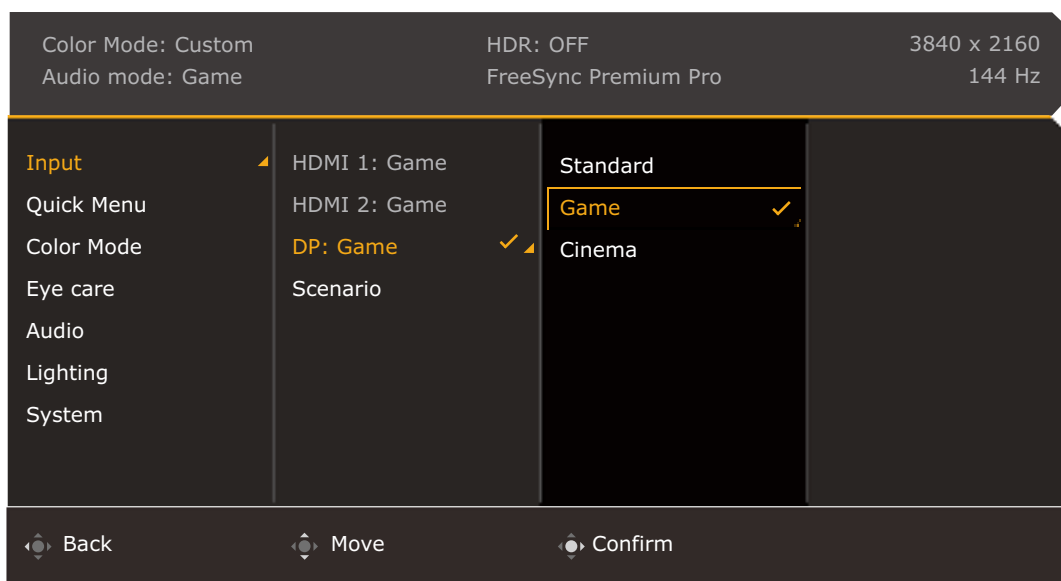 Color Mode: Custom
HDR: OFF
3840 x 2160
Audio mode: Game
FreeSync Premium Pro
144 Hz
Input
Quick Menu
Color Mode
Eye care
Audio
Lighting
System
HDMI 1: Game
HDMI 2: Game
DP: Game
Scenario
Standard
Game
Cinema
Back
Move
Confirm